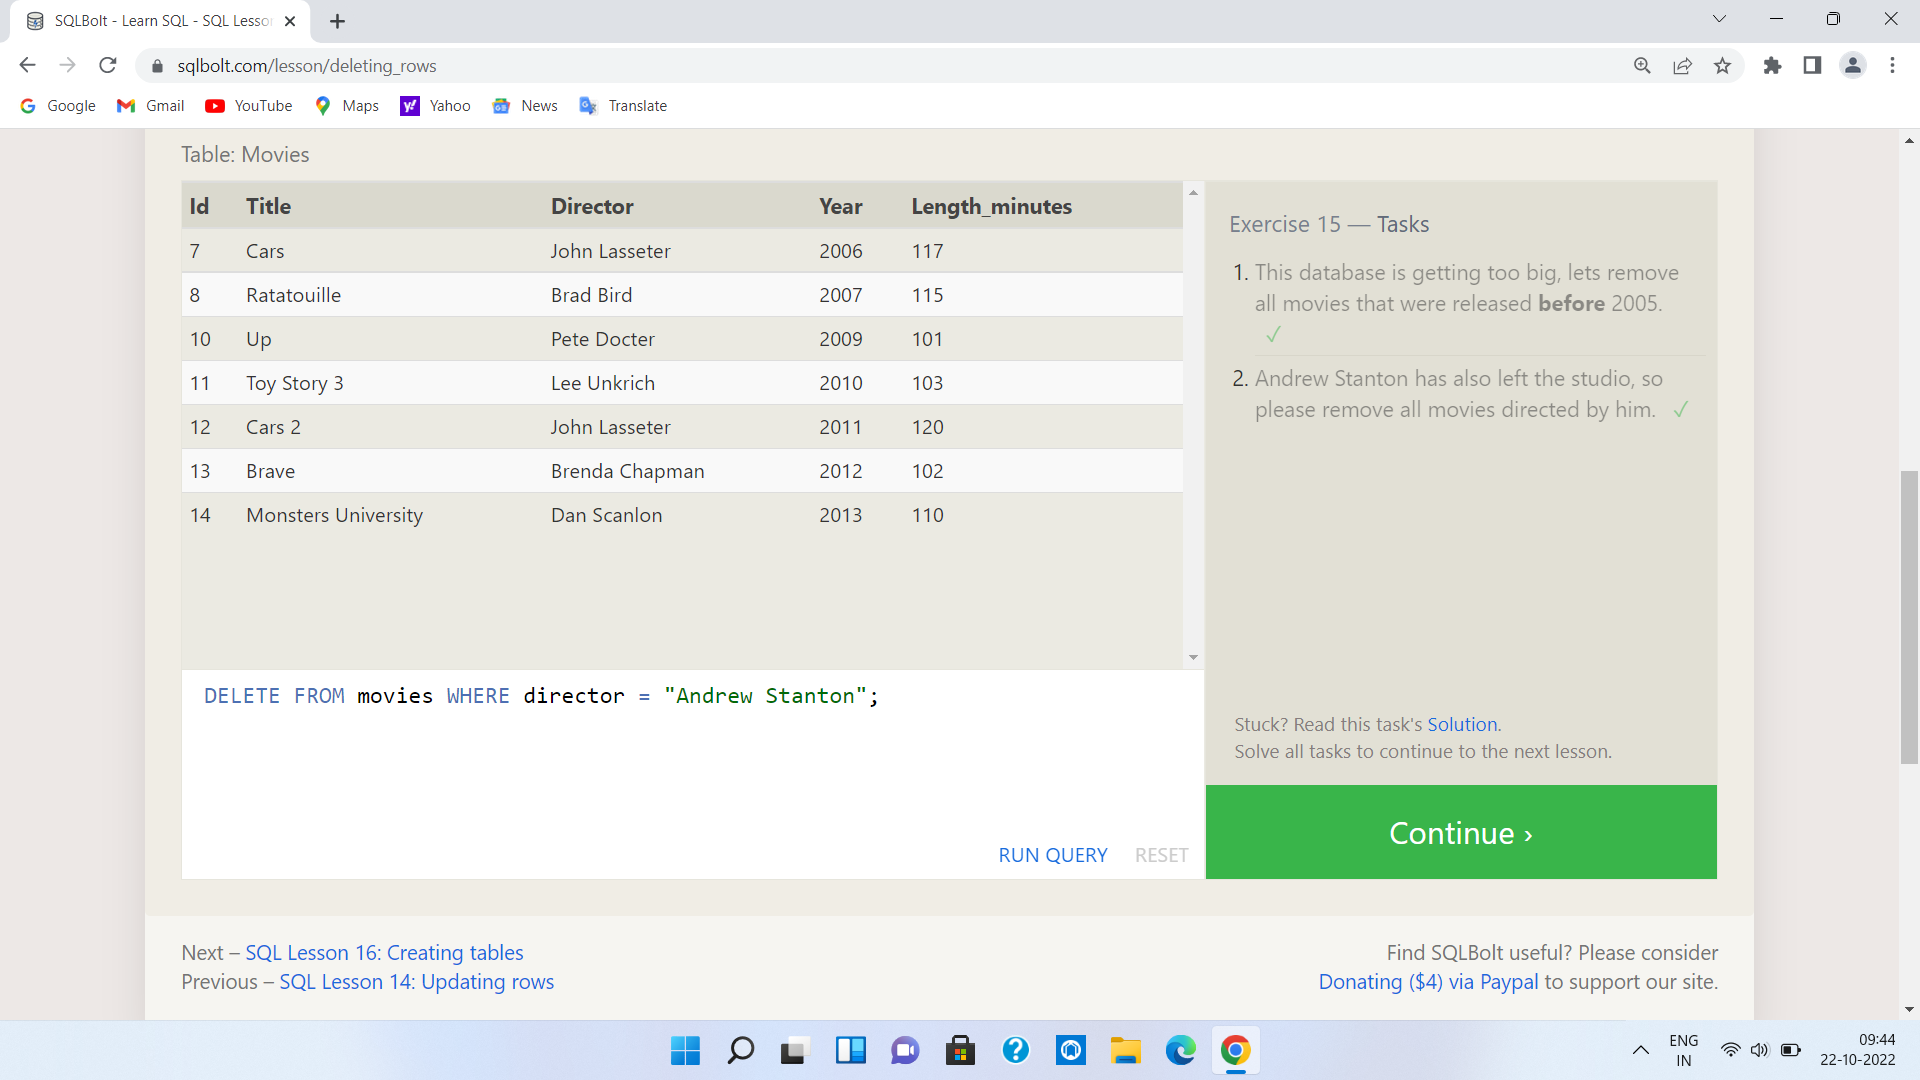 SQLBolt - Learn SQL - SQL Lesso
sqlbolt.com/lesson/deleting_rows
Google Gmail YouTube Maps Yahoo News Translate
Table: Movies
Id Title Director Year Length_minutes
7 Cars John Lasseter 2006 117
8 Ratatouille Brad Bird 2007 115
10 Up Pete Docter 2009 101
11 Toy Story 3 Lee Unkrich 2010 103
12 Cars 2 John Lasseter 2011 120
13 Brave Brenda Chapman 2012 102
14 Monsters University Dan Scanlon 2013 110
DELETE FROM movies WHERE director = "Andrew Stanton";
RUN QUERY RESET
Exercise 15 — Tasks
1. This database is getting too big, lets remove
all movies that were released before 2005.
✓
2. Andrew Stanton has also left the studio, so
please remove all movies directed by him. ✓
Stuck? Read this task's Solution.
Solve all tasks to continue to the next lesson.
Continue ›
Next – SQL Lesson 16: Creating tables
Previous – SQL Lesson 14: Updating rows
Find SQLBolt useful? Please consider
Donating ($4) via Paypal to support our site.
ENG
IN
09:44
22-10-2022